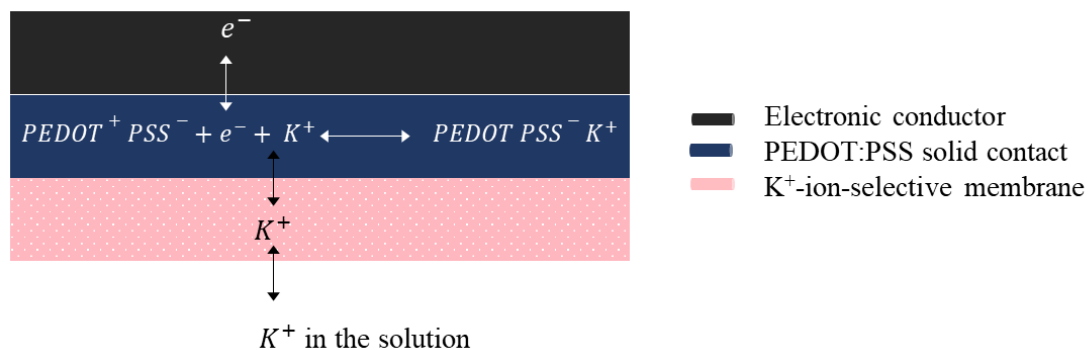 e⁻
PEDOT⁺ PSS⁻ + e⁻ + K⁺ PEDOT PSS⁻ K⁺
K⁺
K⁺ in the solution
Electronic conductor
PEDOT:PSS solid contact
K⁺-ion-selective membrane